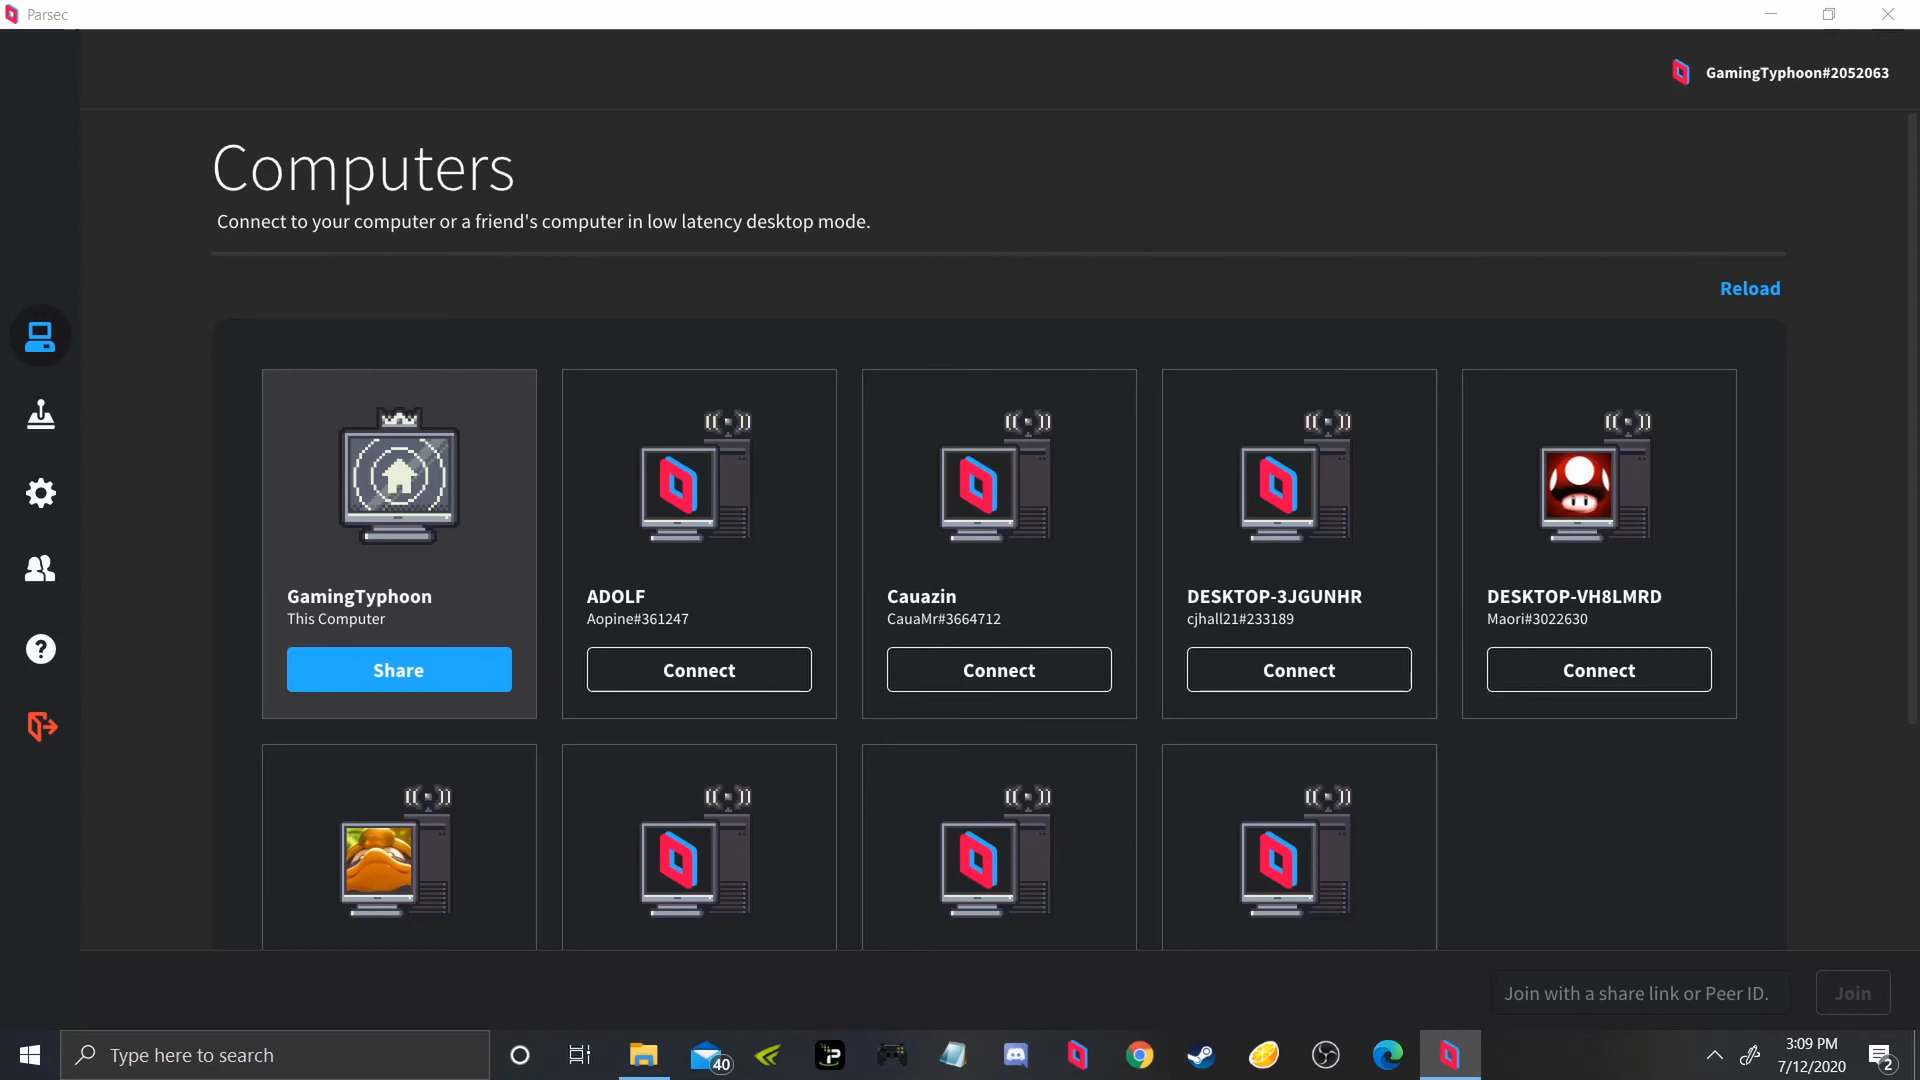 Parsec
GamingTyphoon#2052063
Computers
Connect to your computer or a friend's computer in low latency desktop mode.
Reload
GamingTyphoon
This Computer
Share
ADOLF
Aopine#361247
Connect
Cauazin
CauaMr#3664712
Connect
DESKTOP-3JGUNHR
cjhall21#233189
Connect
DESKTOP-VH8LMRD
Maori#3022630
Connect
Join with a share link or Peer ID.
Join
Type here to search
40
3:09 PM
7/12/2020
2